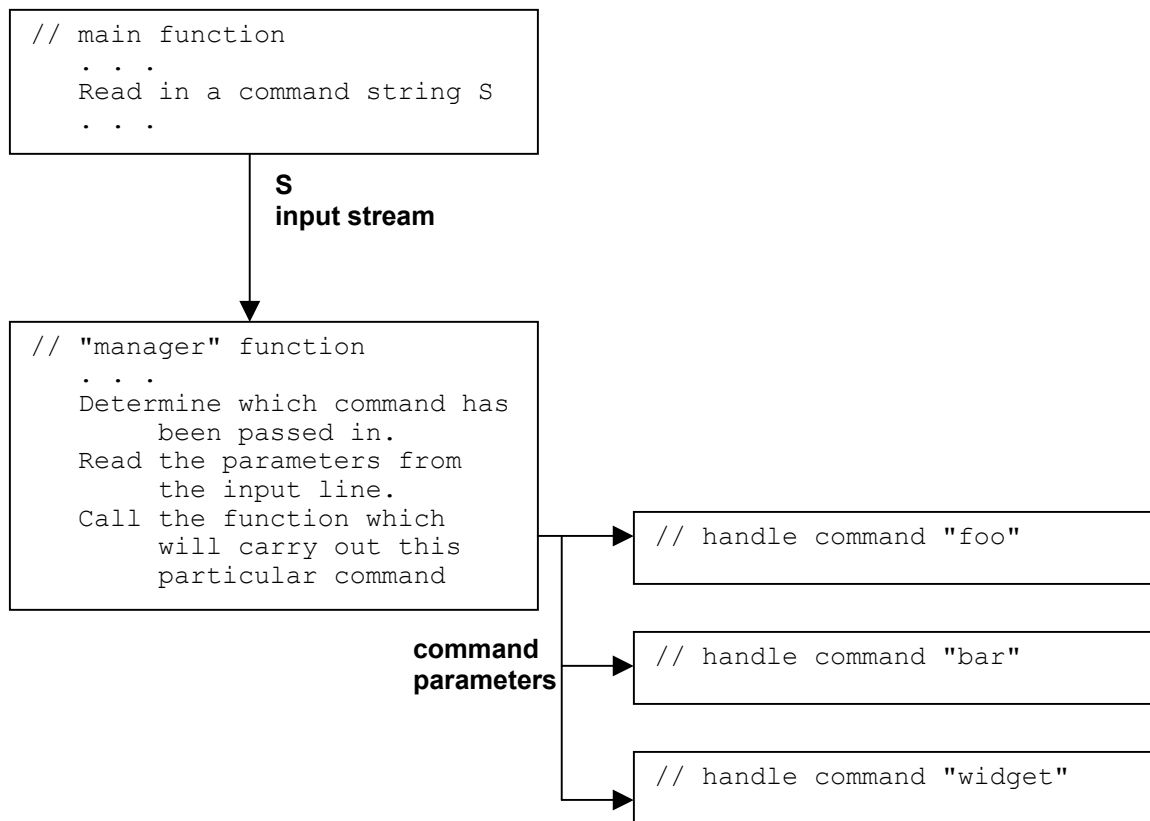 // main function
. . .
Read in a command string S
. . .
S
input stream
// "manager" function
. . .
Determine which command has
been passed in.
Read the parameters from
the input line.
Call the function which
will carry out this
particular command
command
parameters
// handle command "foo"
// handle command "bar"
// handle command "widget"